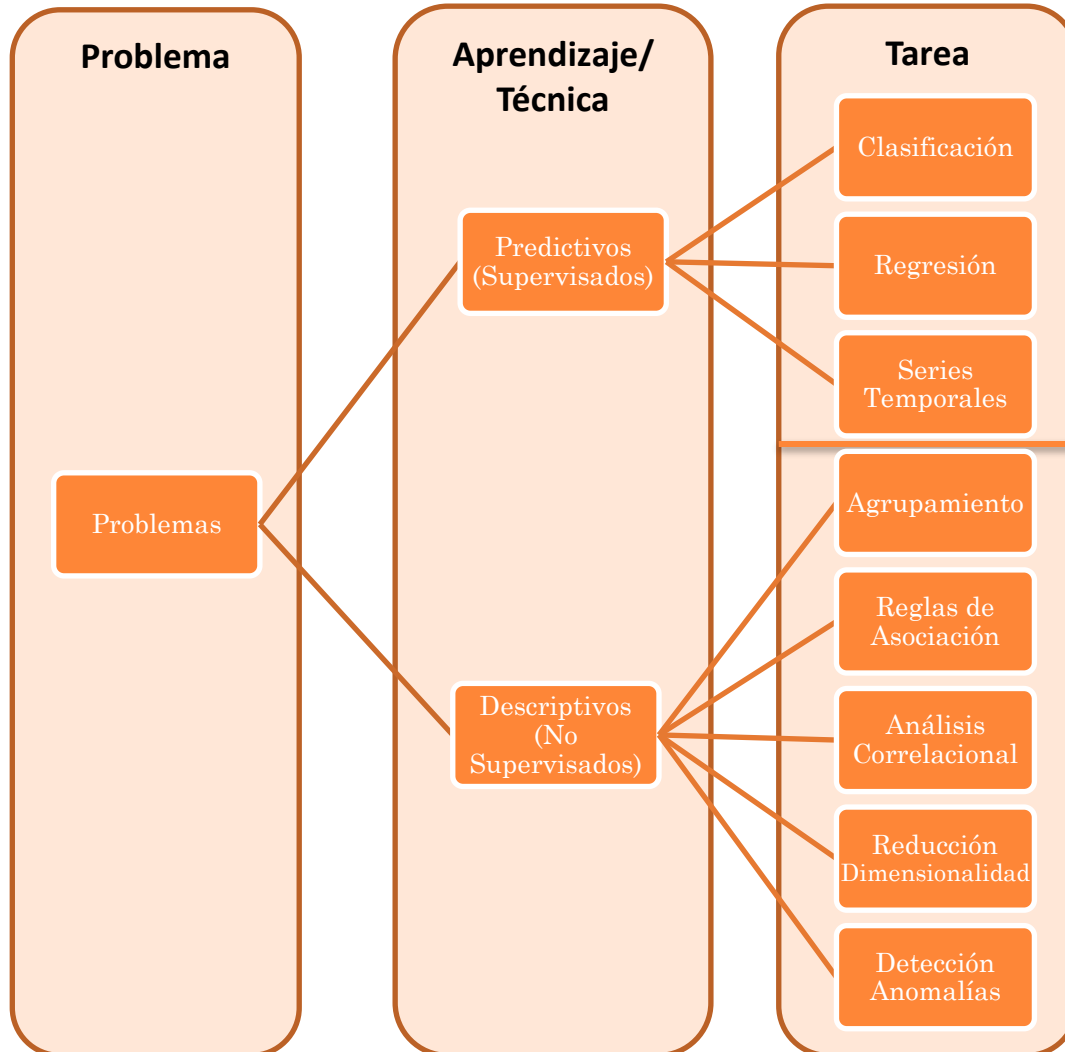 Problema
Aprendizaje/
Técnica
Tarea
Problemas
Predictivos
(Supervisados)
Descriptivos
(No
Supervisados)
Clasificación
Regresión
Series
Temporales
Agrupamiento
Reglas de
Asociación
Análisis
Correlacional
Reducción
Dimensionalidad
Detección
Anomalías